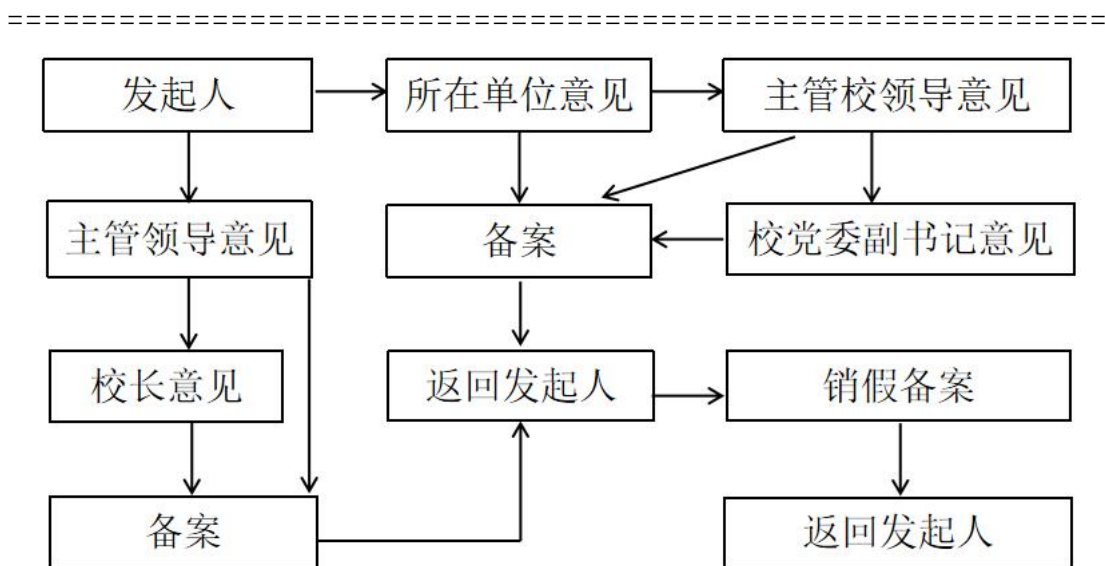 发起人
所在单位意见
主管校领导意见
主管领导意见
备案
校党委副书记意见
校长意见
返回发起人
销假备案
备案
返回发起人